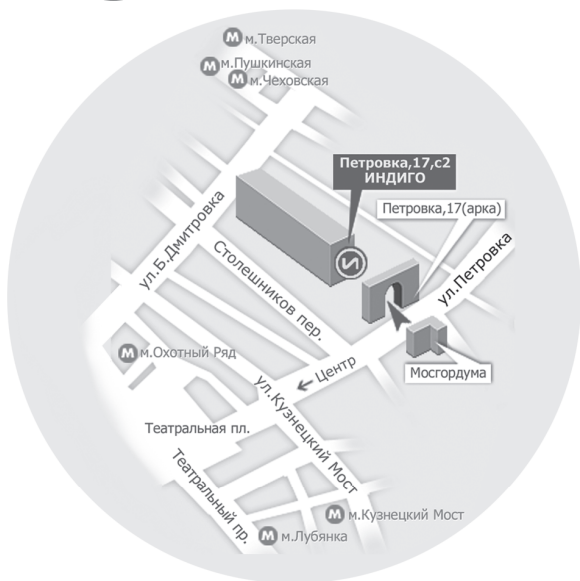 м.Тверская
м.Пушкинская
м.Чеховская
Петровка,17,с2
ИНДИГО
Петровка,17(арка)
ул.Б.Дмитровка
Столешников пер.
ул.Петровка
м.Охотный Ряд
← Центр
Мосгордума
ул.Кузнецкий Мост
Театральная пл.
Театральный пр.
м.Кузнецкий Мост
м.Лубянка